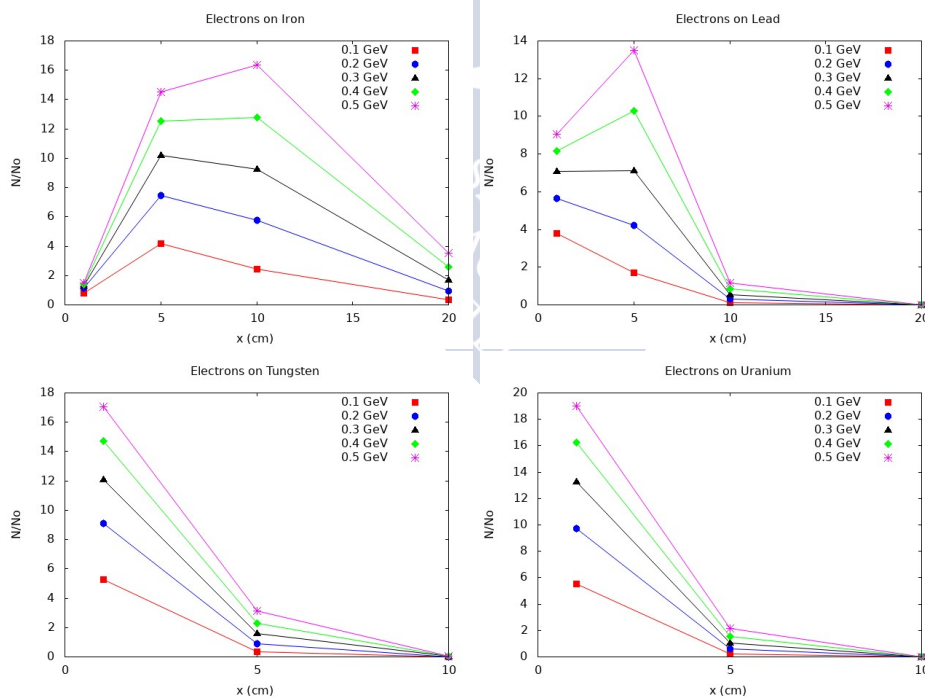 Electrons on Iron
N/No
18
16
14
12
10
8
6
4
2
0
0 5 10 15 20
x (cm)
0.1 GeV
0.2 GeV
0.3 GeV
0.4 GeV
0.5 GeV
Electrons on Lead
N/No
14
12
10
8
6
4
2
0
0 5 10 15 20
x (cm)
0.1 GeV
0.2 GeV
0.3 GeV
0.4 GeV
0.5 GeV
Electrons on Tungsten
N/No
18
16
14
12
10
8
6
4
2
0
0 5 10
x (cm)
0.1 GeV
0.2 GeV
0.3 GeV
0.4 GeV
0.5 GeV
Electrons on Uranium
N/No
20
18
16
14
12
10
8
6
4
2
0
0 5 10
x (cm)
0.1 GeV
0.2 GeV
0.3 GeV
0.4 GeV
0.5 GeV